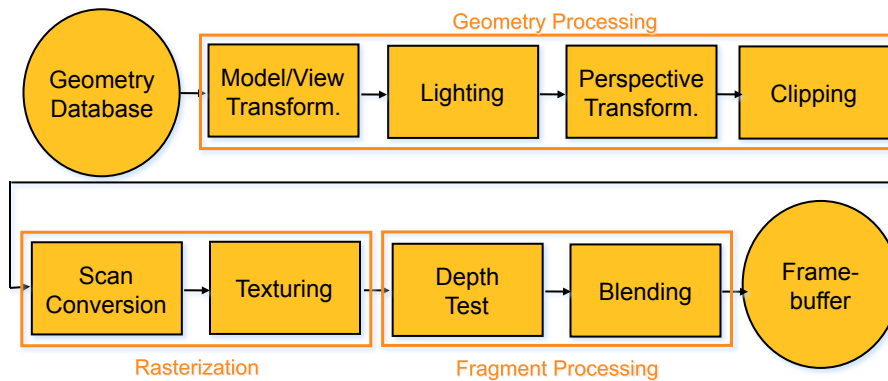 Geometry Processing
Geometry
Database
Model/View
Transform.
Lighting
Perspective
Transform.
Clipping
Scan
Conversion
Texturing
Depth
Test
Blending
Frame-
buffer
Rasterization
Fragment Processing